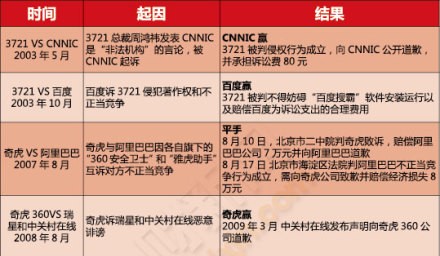 时间 起因 结果
3721 VS CNNIC
2003 年 5 月
3721 总裁周鸿祎发表 CNNIC
是“非法机构”的言论，被
CNNIC 起诉
CNNIC 赢
3721 被判侵权行为成立，向 CNNIC 公开道歉，
并承担诉讼费 80 元
3721 VS 百度
2003 年 10 月
百度诉 3721 侵犯著作权和不
正当竞争
百度赢
3721 被判不得妨碍“百度搜霸”软件安装运行以
及赔偿百度为诉讼支出的合理费用
奇虎 VS 阿里巴巴
2007 年 8 月
奇虎与阿里巴巴因各自旗下的
“360 安全卫士”和“雅虎助手”
互诉对方不正当竞争
平手
8 月 10 日，北京市二中院判奇虎败诉，赔偿阿里
巴巴公司 7 万元并向阿里巴巴道歉
8 月 17 日北京市海淀区法院判阿里巴巴不正当竞
争行为成立，需向奇虎公司致歉并赔偿经济损失 8
万元
奇虎 360VS 瑞
星和中关村在线
2008 年 8 月
奇虎诉瑞星和中关村在线恶意
诽谤
奇虎赢
2009 年 3 月 中关村在线发布声明向奇虎 360 公
司道歉